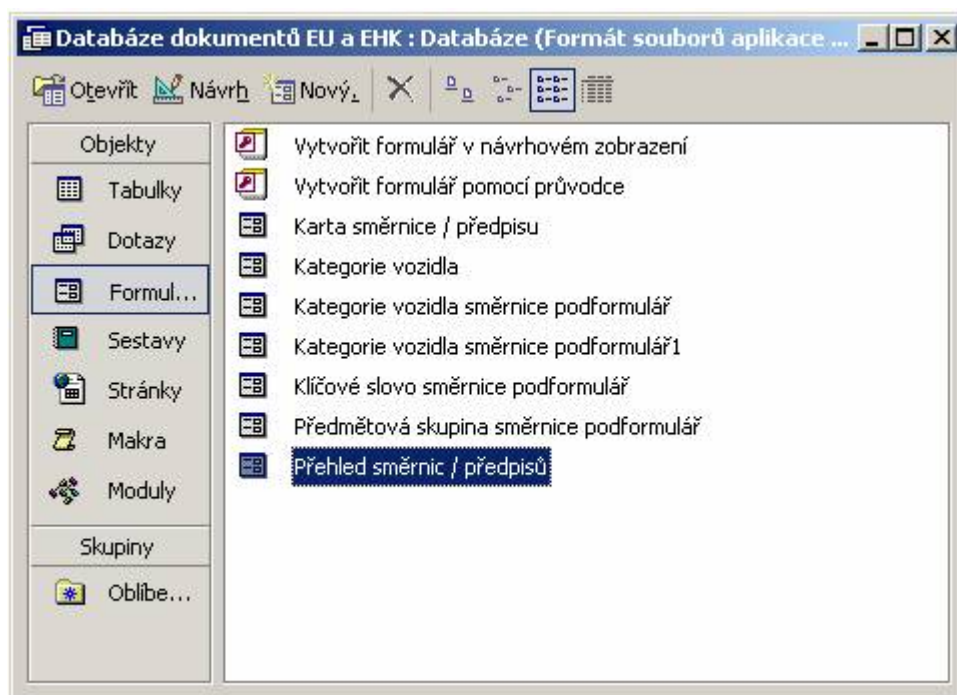 Databáze dokumentů EU a EHK : Databáze (Formát souborů aplikace ...
Otevřít Návrh Nový
Objekty
Tabulky
Dotazy
Formul...
Sestavy
Stránky
Makra
Moduly
Skupiny
Oblíbe...
Vytvořit formulář v návrhovém zobrazení
Vytvořit formulář pomocí průvodce
Karta směrnice / předpisu
Kategorie vozidla
Kategorie vozidla směrnice podformulář
Kategorie vozidla směrnice podformulář1
Klíčové slovo směrnice podformulář
Předmětová skupina směrnice podformulář
Přehled směrnic / předpisů